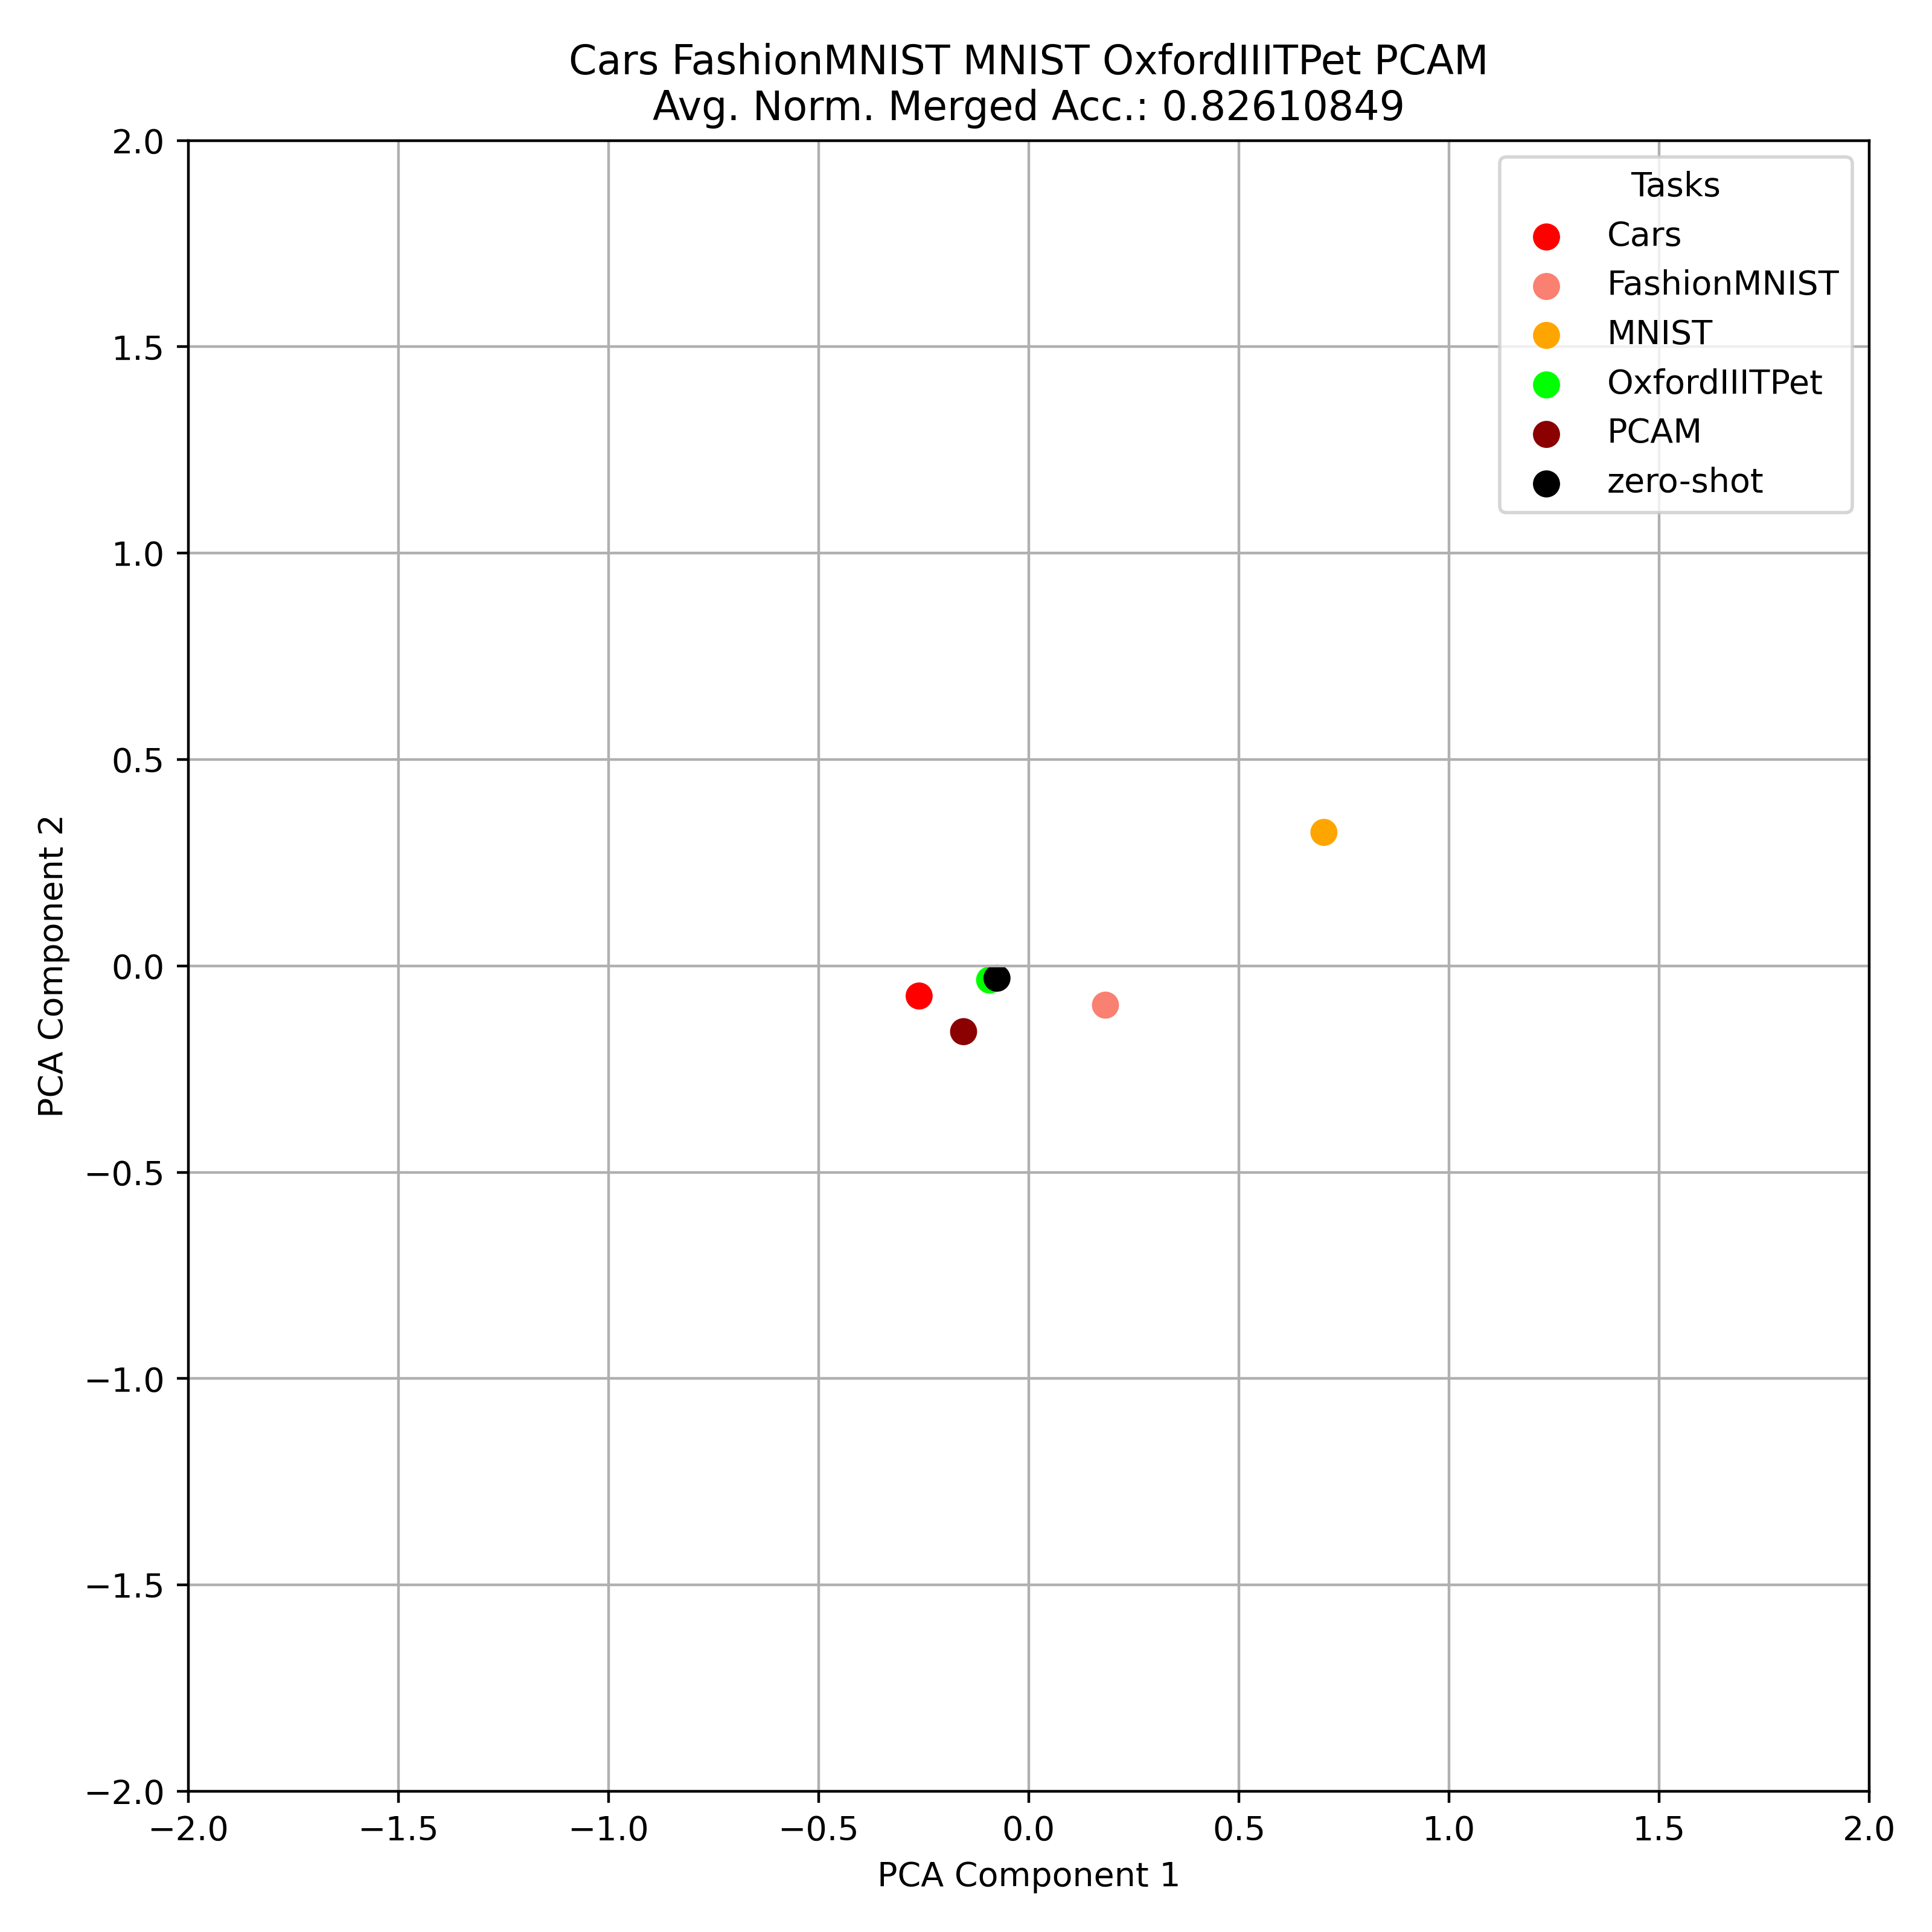 Cars FashionMNIST MNIST OxfordIIITPet PCAM
Avg. Norm. Merged Acc.: 0.82610849
Tasks
Cars
FashionMNIST
MNIST
OxfordIIITPet
PCAM
zero-shot
PCA Component 2
2.0
1.5
1.0
0.5
0.0
−0.5
−1.0
−1.5
−2.0
−2.0 −1.5 −1.0 −0.5 0.0 0.5 1.0 1.5 2.0
PCA Component 1